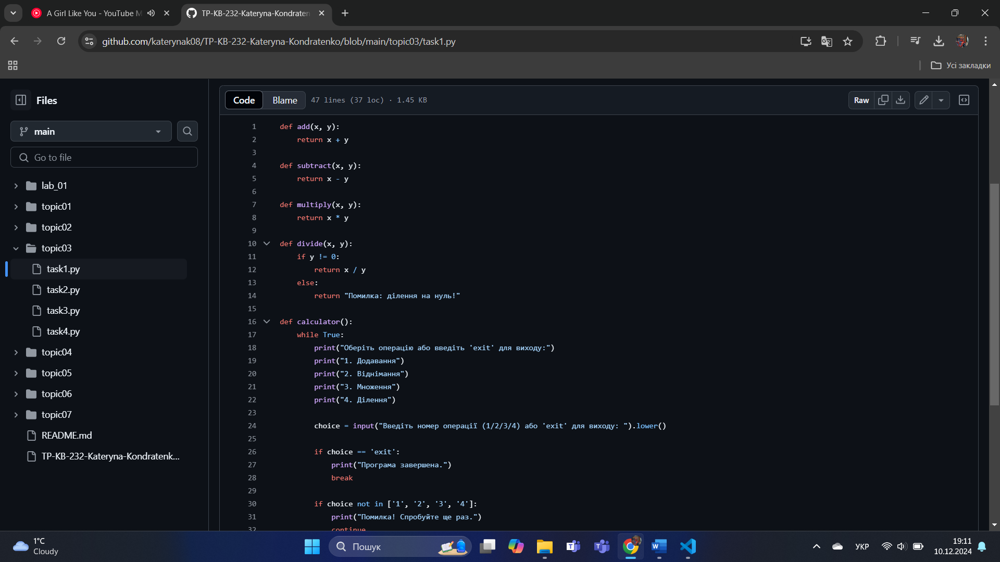 A Girl Like You - YouTube M
TP-KB-232-Kateryna-Kondraten
github.com/katerynak08/TP-KB-232-Kateryna-Kondratenko/blob/main/topic03/task1.py
Усі закладки
Files
main
Go to file
lab_01
topic01
topic02
topic03
task1.py
task2.py
task3.py
task4.py
topic04
topic05
topic06
topic07
README.md
TP-KB-232-Kateryna-Kondratenk...
Code Blame 47 lines (37 loc) · 1.45 KB
Raw
1 def add(x, y):
2     return x + y
3
4 def subtract(x, y):
5     return x - y
6
7 def multiply(x, y):
8     return x * y
9
10 def divide(x, y):
11     if y != 0:
12         return x / y
13     else:
14         return "Помилка: ділення на нуль!"
15
16 def calculator():
17     while True:
18         print("Оберіть операцію або введіть 'exit' для виходу:")
19         print("1. Додавання")
20         print("2. Віднімання")
21         print("3. Множення")
22         print("4. Ділення")
23
24         choice = input("Введіть номер операції (1/2/3/4) або 'exit' для виходу: ").lower()
25
26         if choice == 'exit':
27             print("Програма завершена.")
28             break
29
30         if choice not in ['1', '2', '3', '4']:
31             print("Помилка! Спробуйте ще раз.")
32             continue
1°C
Cloudy
Пошук
УКР
19:11
10.12.2024